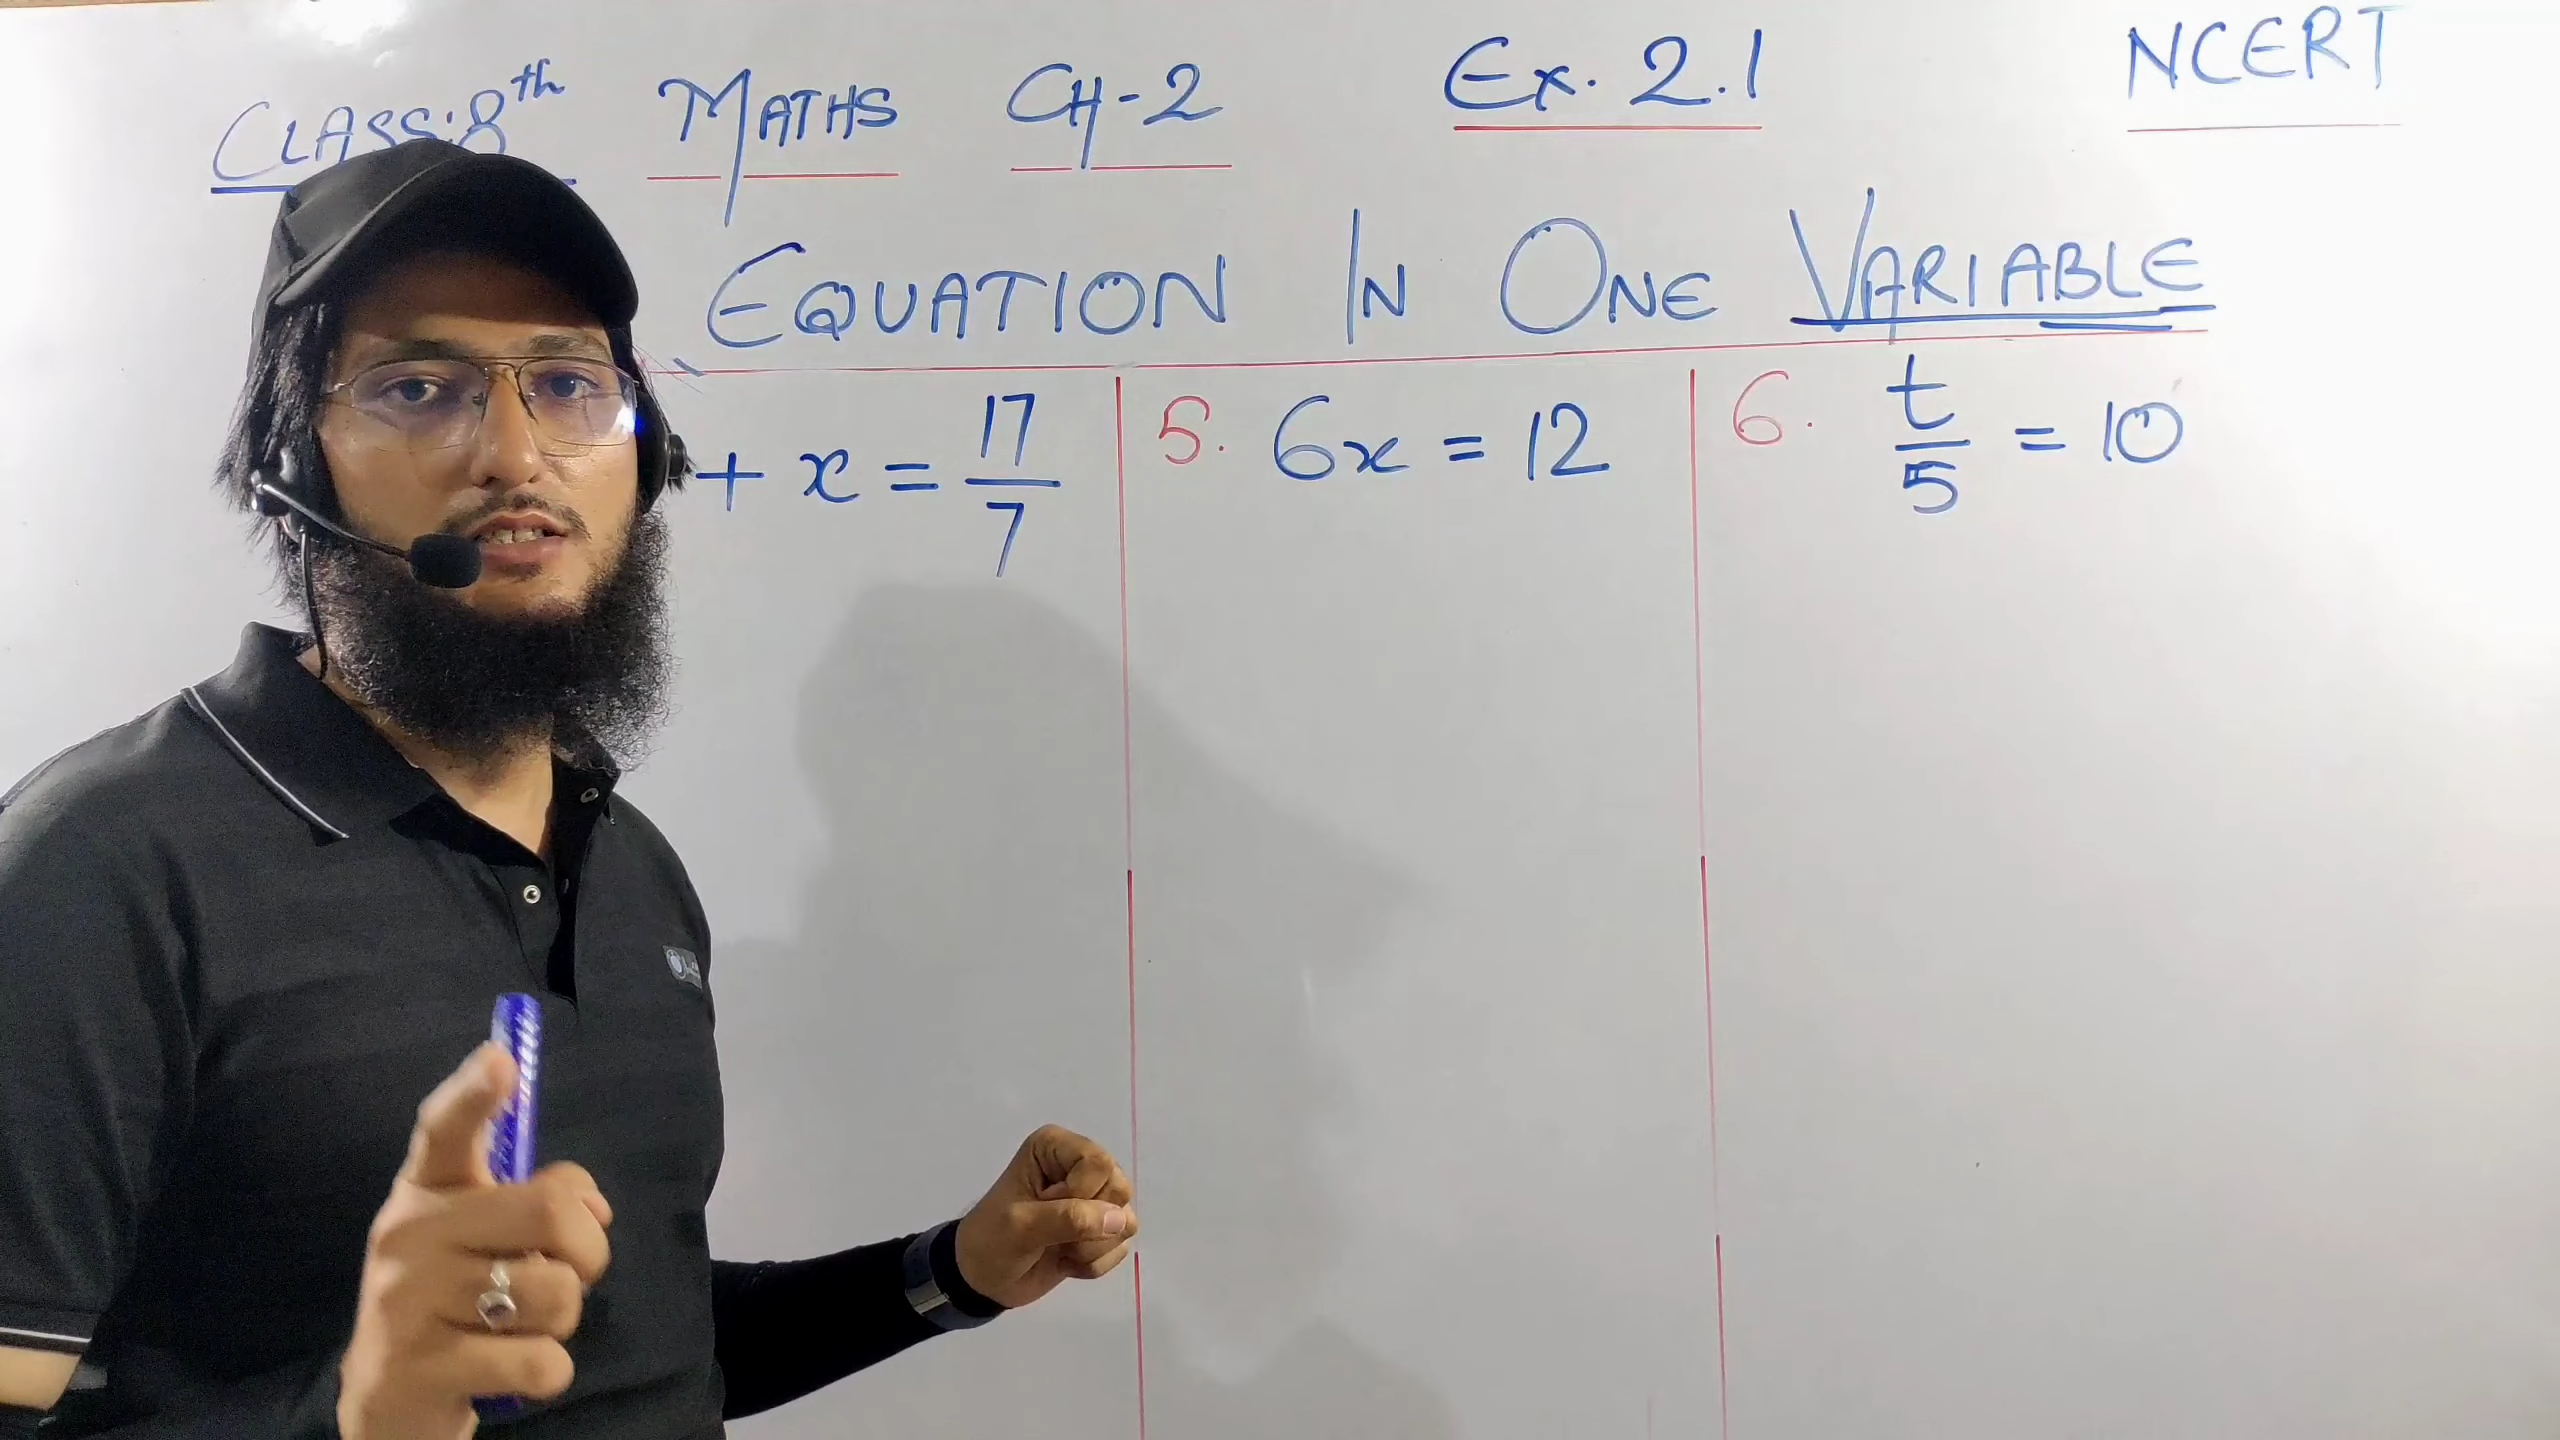 CLASS:8th MATHS CH-2 Ex. 2.1 NCERT
EQUATION IN ONE VARIABLE
+ x = 17/7
5. 6x = 12
6. t/5 = 10